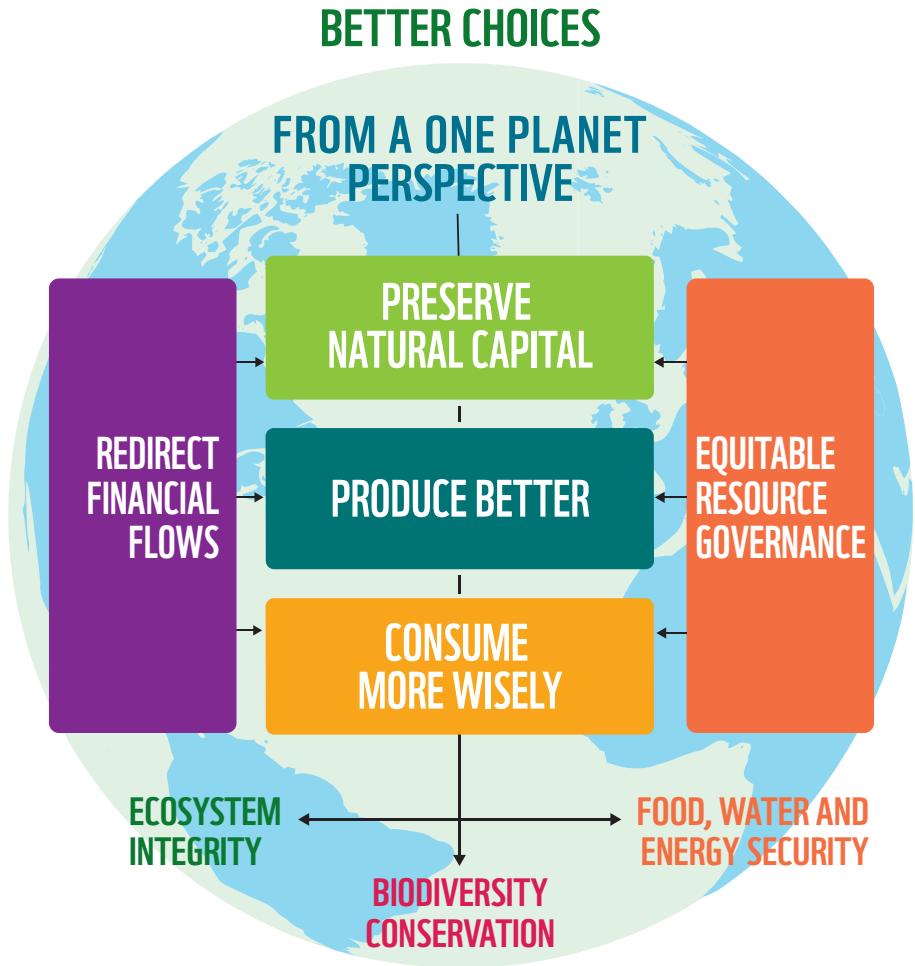 BETTER CHOICES
FROM A ONE PLANET
PERSPECTIVE
PRESERVE
NATURAL CAPITAL
REDIRECT
FINANCIAL
FLOWS
PRODUCE BETTER
EQUITABLE
RESOURCE
GOVERNANCE
CONSUME
MORE WISELY
ECOSYSTEM
INTEGRITY
FOOD, WATER AND
ENERGY SECURITY
BIODIVERSITY
CONSERVATION